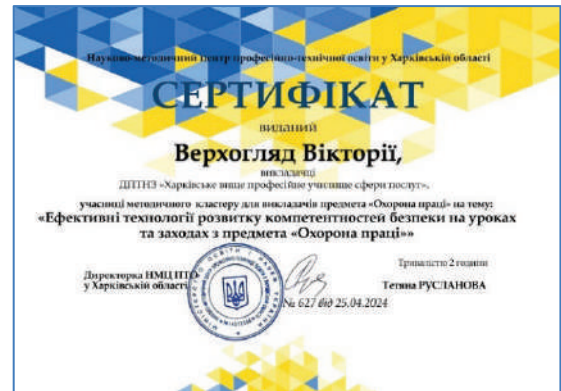 Науково-методичний центр професійно-технічної освіти у Харківській області
СЕРТИФІКАТ
виданий
Верхогляд Вікторії,
викладачці
ДПТНЗ «Харківське вище професійне училище сфери послуг»,
учасниці методичного кластеру для викладачів предмета «Охорона праці» на тему:
«Ефективні технології розвитку компетентностей безпеки на уроках
та заходах з предмета «Охорона праці»»
Тривалістю 2 години
Директорка НМЦ ПТО
у Харківській області
Тетяна РУСЛАНОВА
№ 627 від 25.04.2024